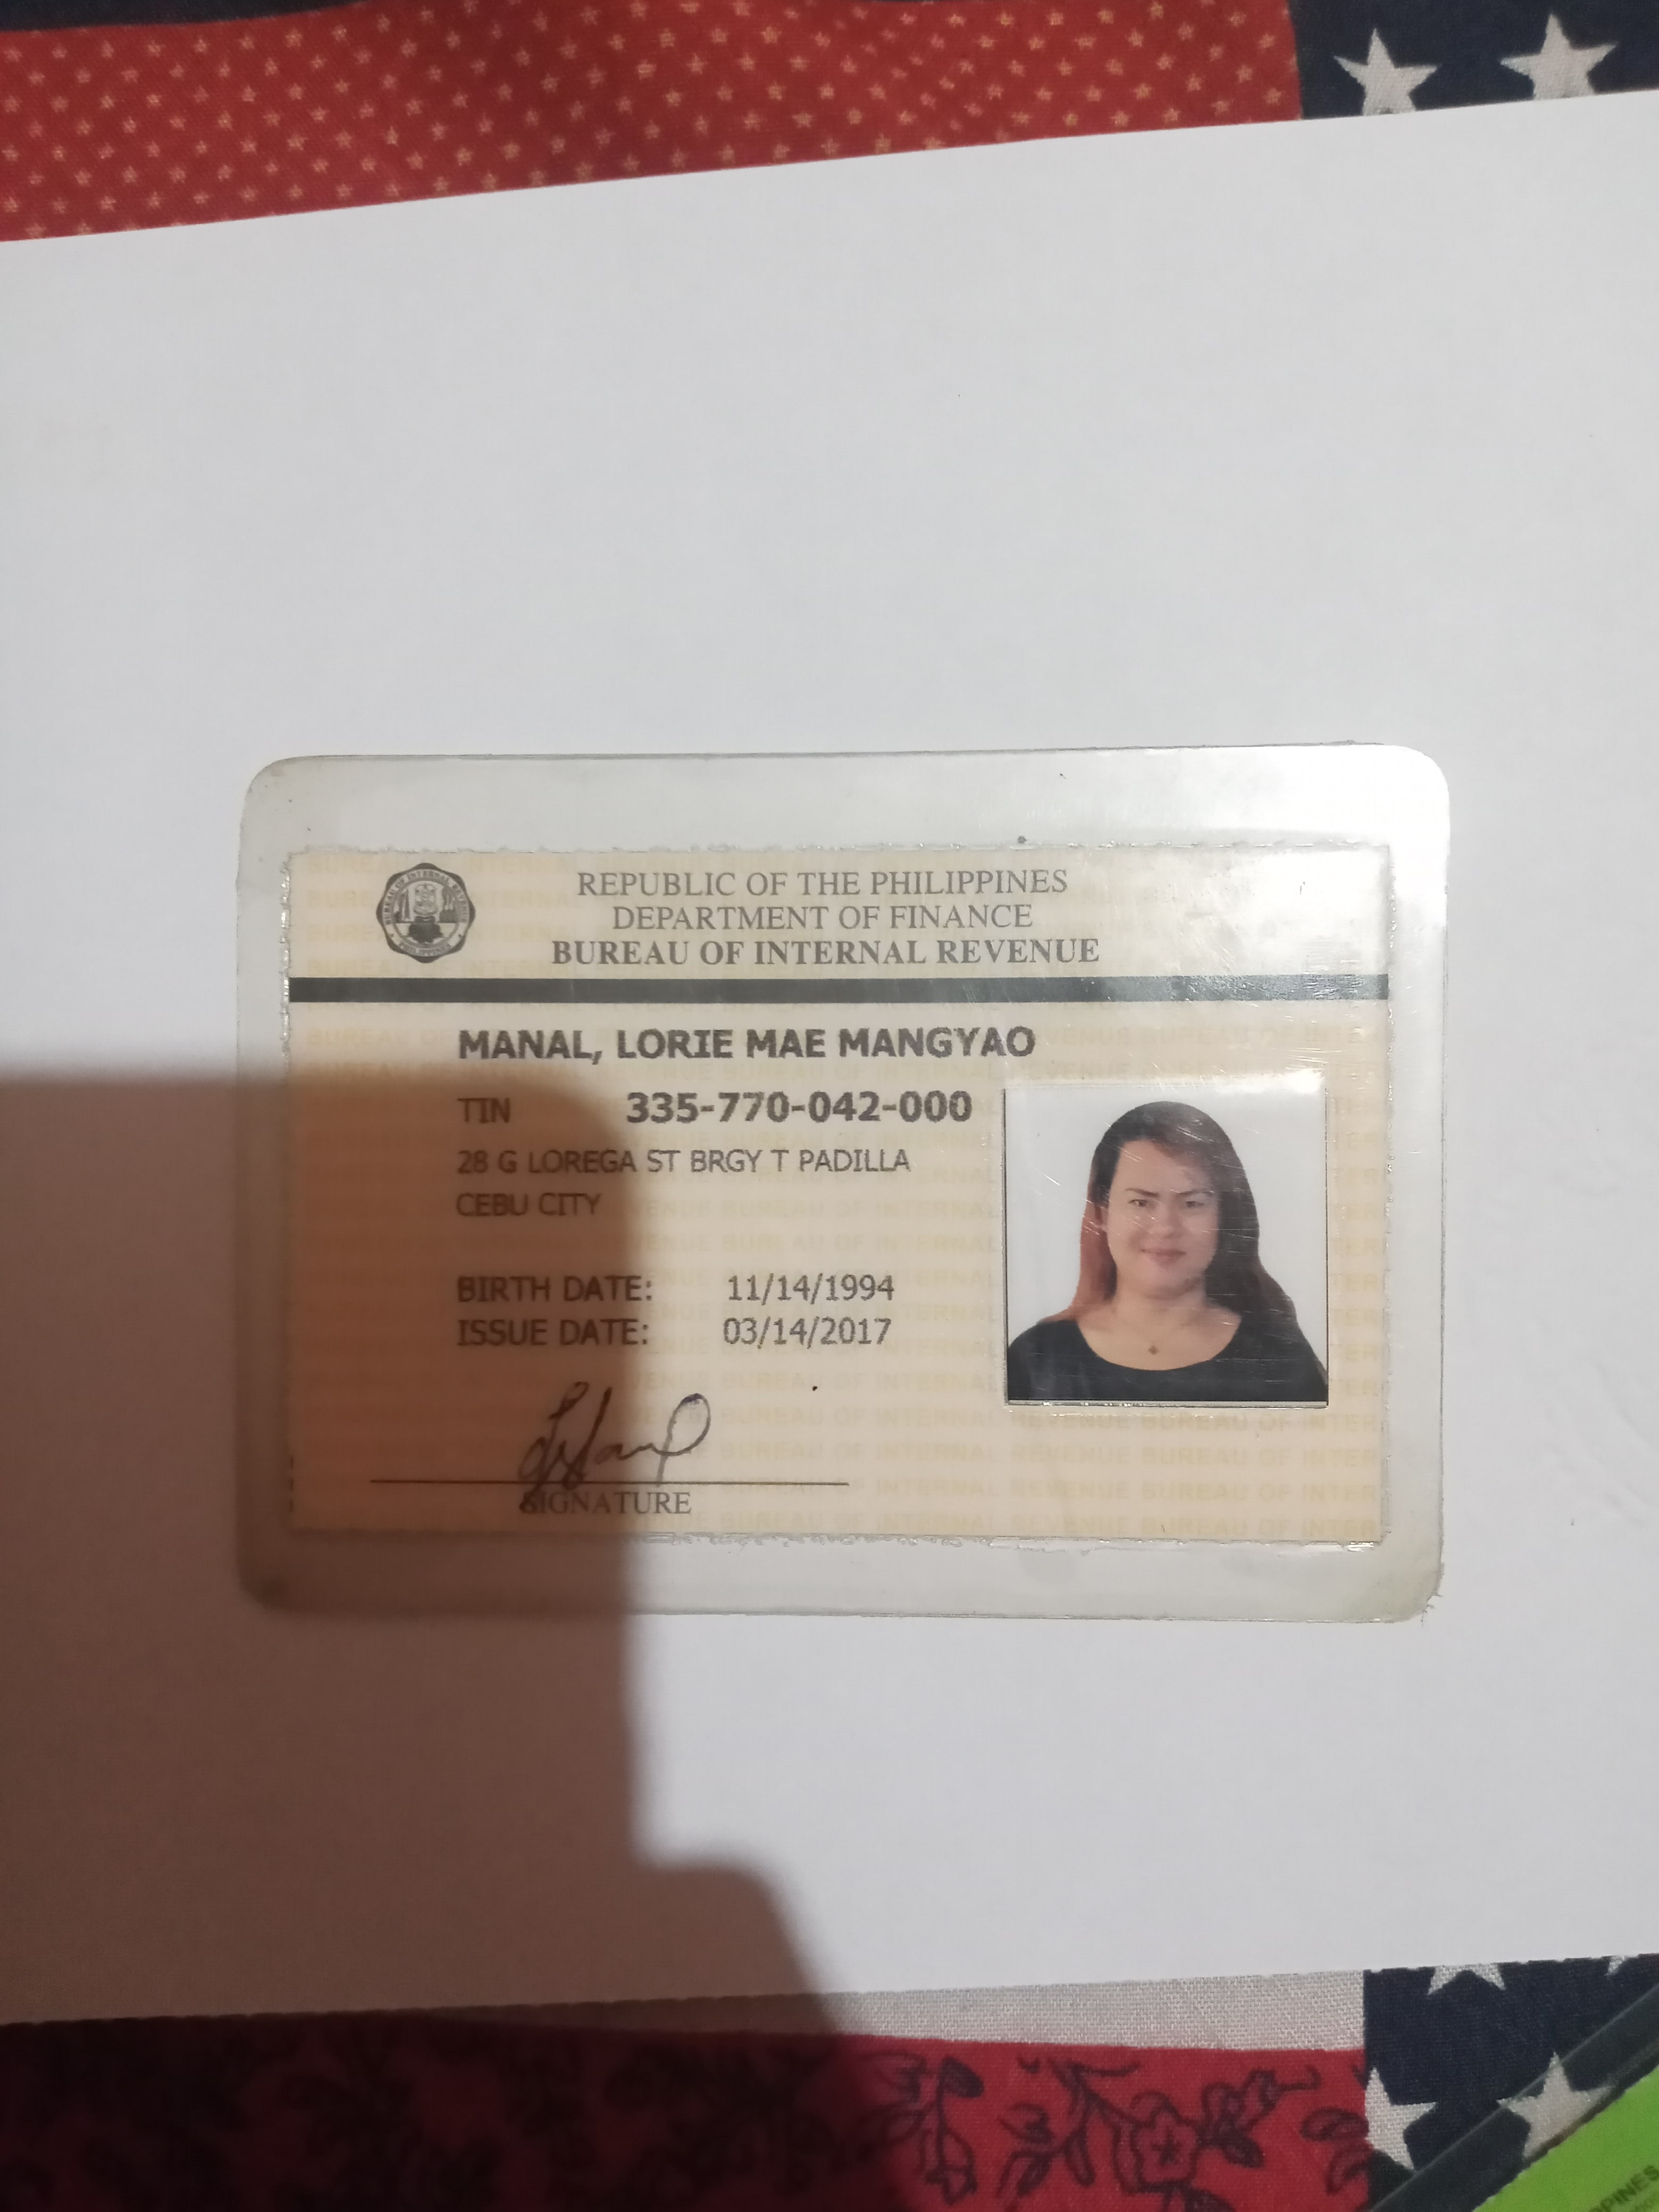 REPUBLIC OF THE PHILIPPINES
DEPARTMENT OF FINANCE
BUREAU OF INTERNAL REVENUE
MANAL, LORIE MAE MANGYAO
TIN 335-770-042-000
28 G LOREGA ST BRGY T PADILLA
CEBU CITY
BIRTH DATE: 11/14/1994
ISSUE DATE: 03/14/2017
SIGNATURE